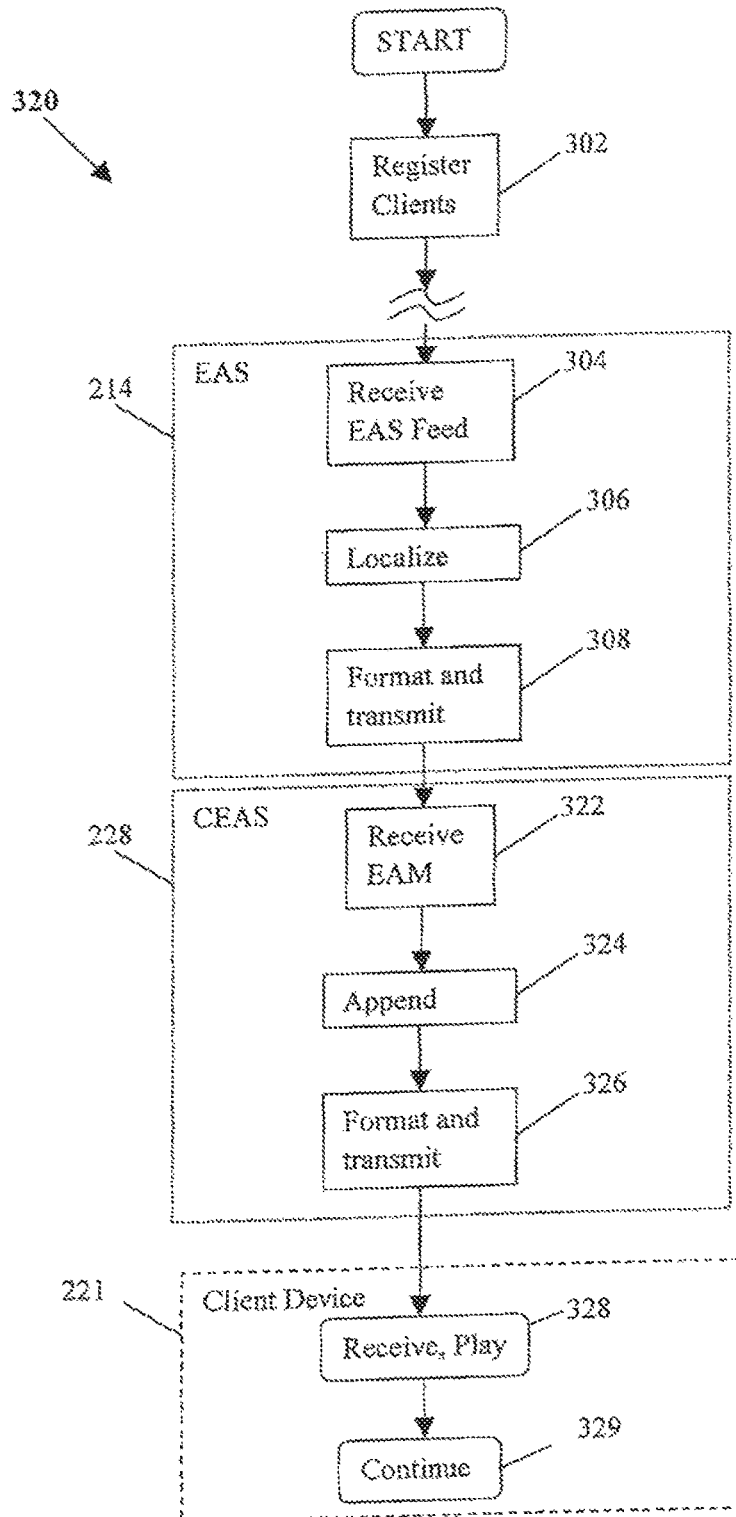 START
320
302
Register
Clients
EAS
214
304
Receive
EAS Feed
306
Localize
308
Format and
transmit
CEAS
228
322
Receive
EAM
324
Append
326
Format and
transmit
221
Client Device
328
Receive, Play
329
Continue